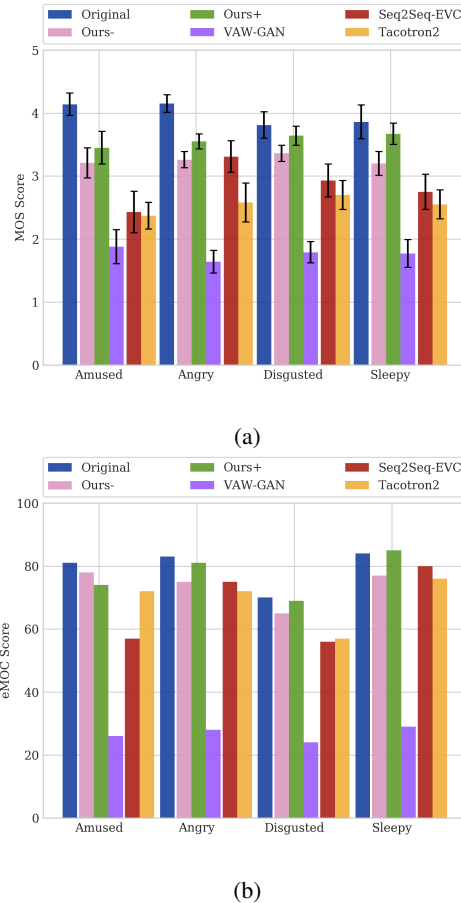 Original Ours+ Seq2Seq-EVC
Ours- VAW-GAN Tacotron2
5
4
3
2
1
0
MOS Score
Amused Angry Disgusted Sleepy
(a)
Original Ours+ Seq2Seq-EVC
Ours- VAW-GAN Tacotron2
100
80
60
40
20
0
eMOC Score
Amused Angry Disgusted Sleepy
(b)